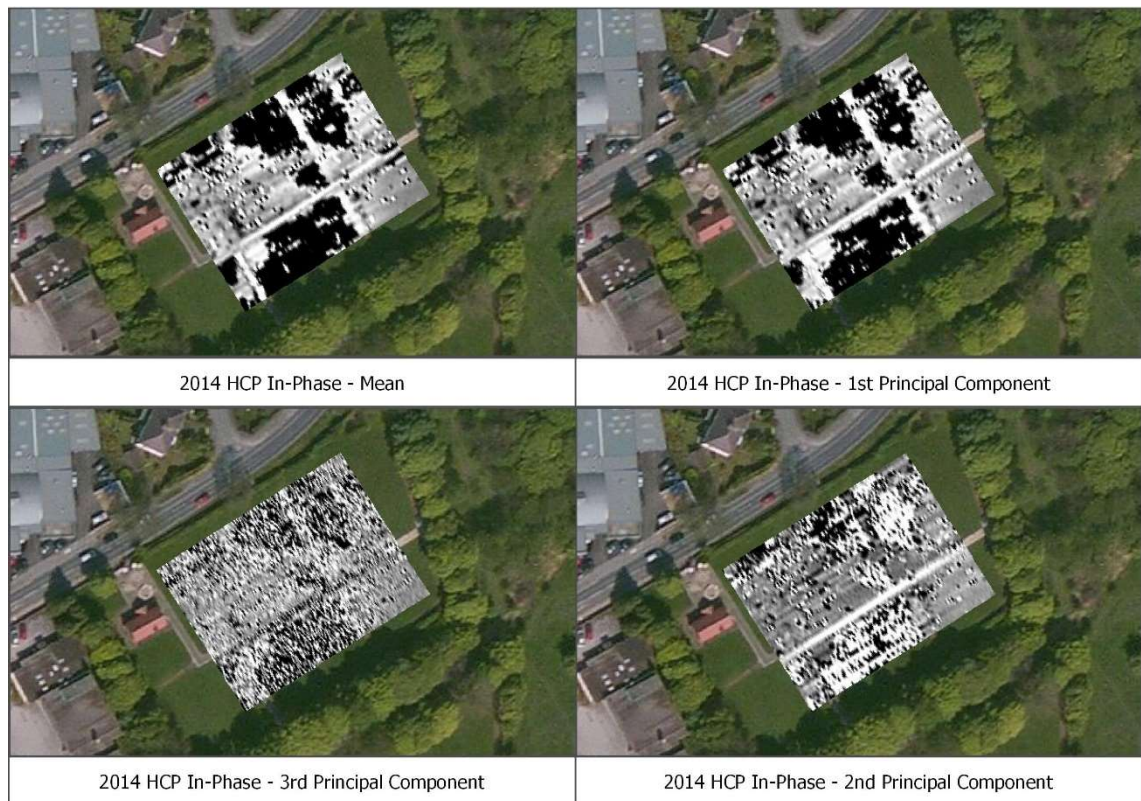 2014 HCP In-Phase - Mean
2014 HCP In-Phase - 1st Principal Component
2014 HCP In-Phase - 3rd Principal Component
2014 HCP In-Phase - 2nd Principal Component